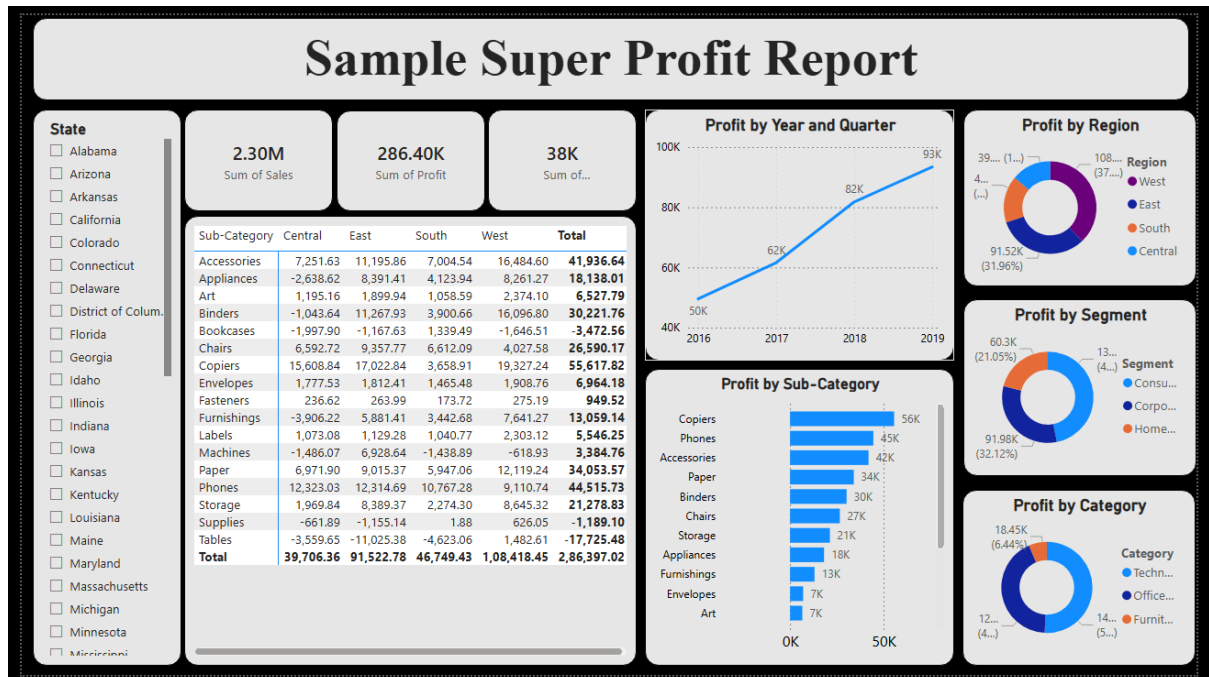 Sample Super Profit Report
State
Alabama
Arizona
Arkansas
California
Colorado
Connecticut
Delaware
District of Colum.
Florida
Georgia
Idaho
Illinois
Indiana
Iowa
Kansas
Kentucky
Louisiana
Maine
Maryland
Massachusetts
Michigan
Minnesota
Mississippi
2.30M
Sum of Sales
286.40K
Sum of Profit
38K
Sum of...
Sub-Category Central East South West Total
Accessories 7,251.63 11,195.86 7,004.54 16,484.60 41,936.64
Appliances -2,638.62 8,391.41 4,123.94 8,261.27 18,138.01
Art 1,195.16 1,899.94 1,058.59 2,374.10 6,527.79
Binders -1,043.64 11,267.93 3,900.66 16,096.80 30,221.76
Bookcases -1,997.90 -1,167.63 1,339.49 -1,646.51 -3,472.56
Chairs 6,592.72 9,357.77 6,612.09 4,027.58 26,590.17
Copiers 15,608.84 17,022.84 3,658.91 19,327.24 55,617.82
Envelopes 1,777.53 1,812.41 1,465.48 1,908.76 6,964.18
Fasteners 236.62 263.99 173.72 275.19 949.52
Furnishings -3,906.22 5,881.41 3,442.68 7,641.27 13,059.14
Labels 1,073.08 1,129.28 1,040.77 2,303.12 5,546.25
Machines -1,486.07 6,928.64 -1,438.89 -618.93 3,384.76
Paper 6,971.90 9,015.37 5,947.06 12,119.24 34,053.57
Phones 12,323.03 12,314.69 10,767.28 9,110.74 44,515.73
Storage 1,969.84 8,389.37 2,274.30 8,645.32 21,278.83
Supplies -661.89 -1,155.14 1.88 626.05 -1,189.10
Tables -3,559.65 -11,025.38 -4,623.06 1,482.61 -17,725.48
Total 39,706.36 91,522.78 46,749.43 1,08,418.45 2,86,397.02
Profit by Year and Quarter
100K
80K
60K
40K
50K
62K
82K
93K
2016 2017 2018 2019
Profit by Sub-Category
Copiers 56K
Phones 45K
Accessories 42K
Paper 34K
Binders 30K
Chairs 27K
Storage 21K
Appliances 18K
Furnishings 13K
Envelopes 7K
Art 7K
0K 50K
Profit by Region
39.... (1...)
108....
(37....)
4...
(...)
91.52K
(31.96%)
Region
West
East
South
Central
Profit by Segment
60.3K
(21.05%)
13...
(4...)
91.98K
(32.12%)
Segment
Consu...
Corpo...
Home...
Profit by Category
18.45K
(6.44%)
12...
(4...)
14...
(5...)
Category
Techn...
Office...
Furnit...